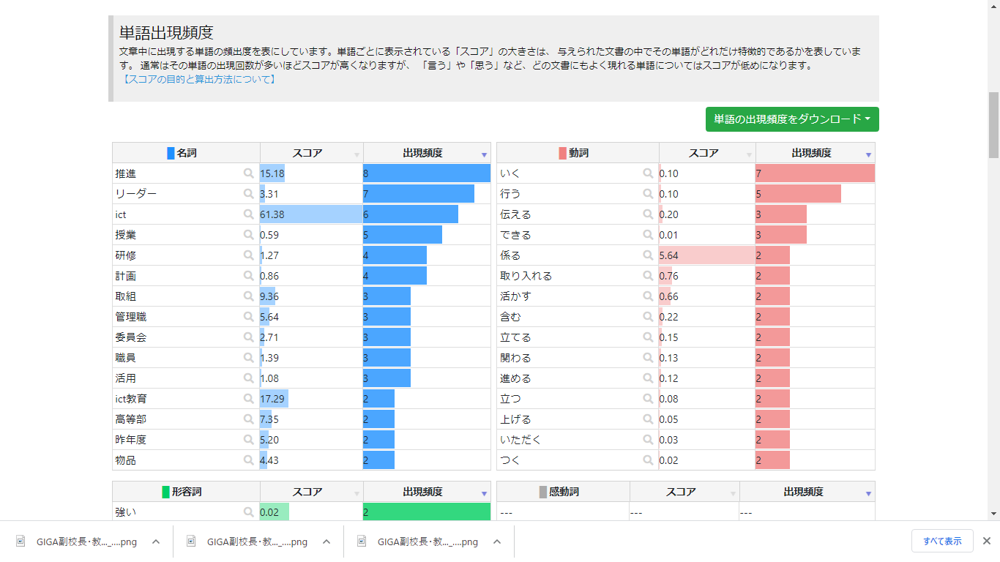 単語出現頻度
文章中に出現する単語の頻出度を表にしています。単語ごとに表示されている「スコア」の大きさは、 与えられた文書の中でその単語がどれだけ特徴的であるかを表していま
す。 通常はその単語の出現回数が多いほどスコアが高くなりますが、 「言う」や「思う」など、どの文書にもよく現れる単語についてはスコアが低めになります。
【スコアの目的と算出方法について】
単語の出現頻度をダウンロード
名詞 スコア 出現頻度
推進 15.18 8
リーダー 3.31 7
ict 61.38 6
授業 0.59 5
研修 1.27 4
計画 0.86 4
取組 9.36 3
管理職 5.64 3
委員会 2.71 3
職員 1.39 3
活用 1.08 3
ict教育 17.29 2
高等部 7.35 2
昨年度 5.20 2
物品 4.43 2
動詞 スコア 出現頻度
いく 0.10 7
行う 0.10 5
伝える 0.20 3
できる 0.01 3
係る 5.64 2
取り入れる 0.76 2
活かす 0.66 2
含む 0.22 2
立てる 0.15 2
関わる 0.13 2
進める 0.12 2
立つ 0.08 2
上げる 0.05 2
いただく 0.03 2
つく 0.02 2
形容詞 スコア 出現頻度
強い 0.02 2
感動詞 スコア 出現頻度
--- --- ---
GIGA副校長・教..._....png
GIGA副校長・教..._....png
GIGA副校長・教..._....png
すべて表示